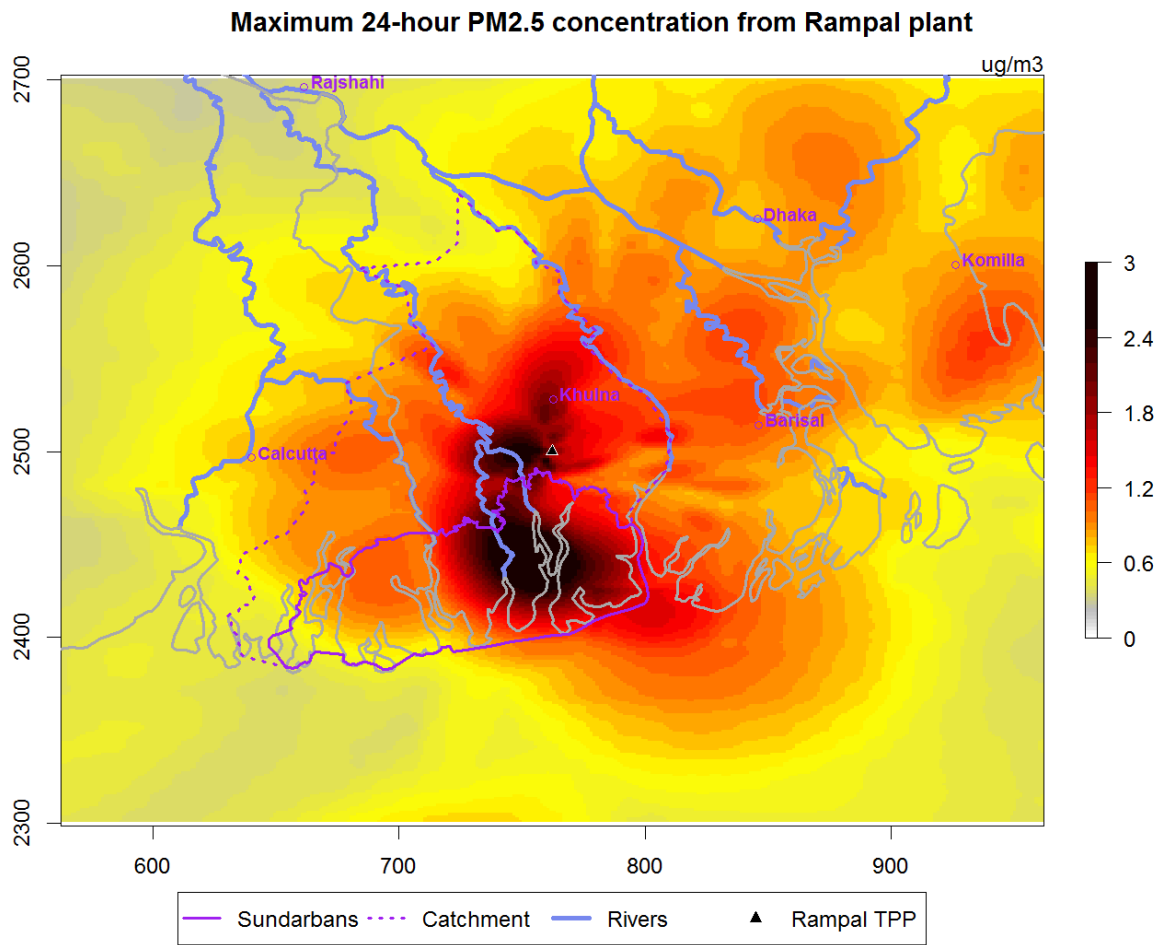 Maximum 24-hour PM2.5 concentration from Rampal plant
ug/m3
2700
2600
2500
2400
2300
Rajshahi
Dhaka
Komilla
Khulna
Barisal
Calcutta
3
2.4
1.8
1.2
0.6
0
600 700 800 900
Sundarbans Catchment Rivers Rampal TPP